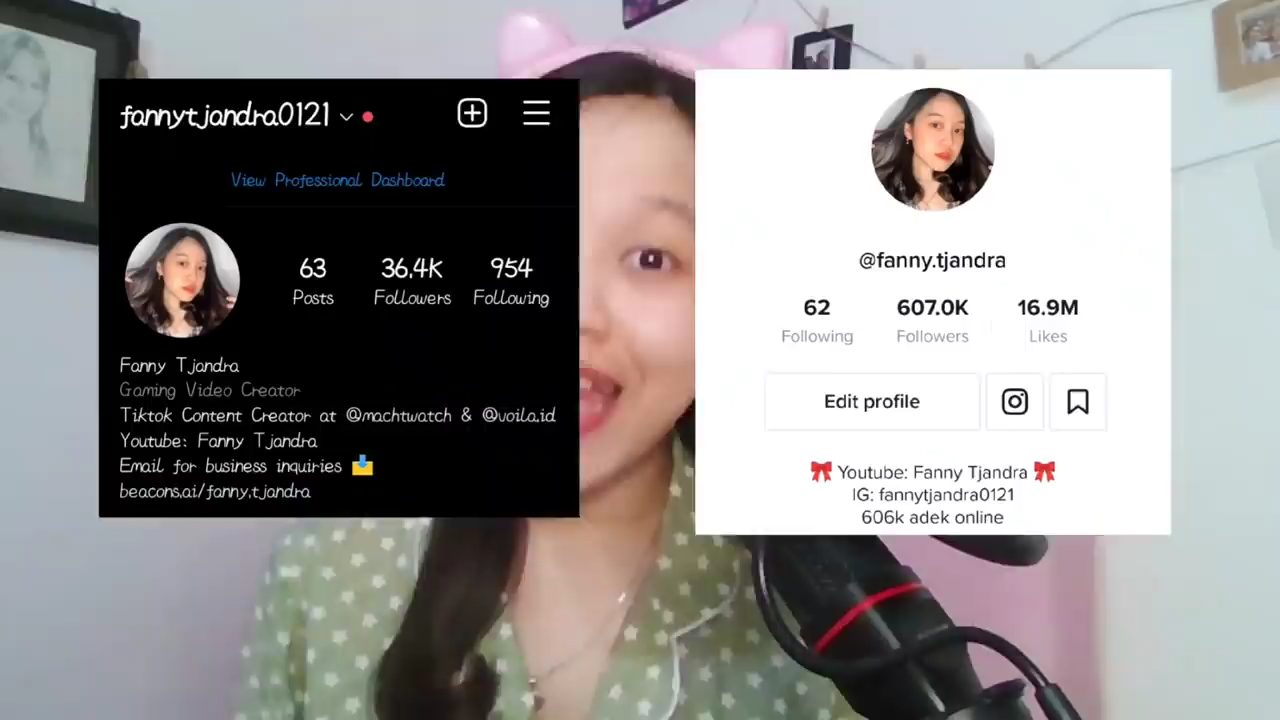 fannytjandra0121
View Professional Dashboard
63
36,4K
954
Posts
Followers
Following
Fanny Tjandra
Gaming Video Creator
Tiktok Content Creator at @machtwatch & @voila.id
Youtube: Fanny Tjandra
Email for business inquiries
beacons.ai/fanny.tjandra
@fanny.tjandra
62
607.0K
16.9M
Following
Followers
Likes
Edit profile
Youtube: Fanny Tjandra
IG: fannytjandra0121
606k adek online